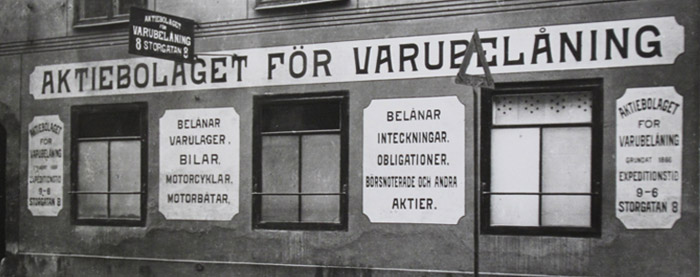 AKTIEBOLAGET
FÖR
VARUBELÅNING
8 STORGATAN 8
AKTIEBOLAGET FÖR VARUBELÅNING
AKTIEBOLAGET
FÖR
VARUBELÅNING
EXPEDITIONSTID
9-6
STORGATAN 8
BELÅNAR
VARULAGER,
BILAR,
MOTORCYKLAR,
MOTORBÅTAR,
BELÅNAR
INTECKNINGAR,
OBLIGATIONER,
BÖRSNOTERADE OCH ANDRA
AKTIER.
AKTIEBOLAGET
FÖR
VARUBELÅNING
GRUNDAT 1886
EXPEDITIONSTID
9-6
STORGATAN 8